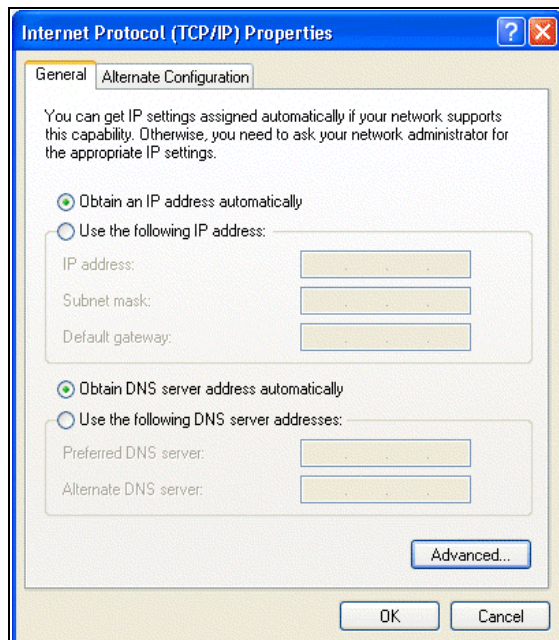 Internet Protocol (TCP/IP) Properties
General
Alternate Configuration
You can get IP settings assigned automatically if your network supports
this capability. Otherwise, you need to ask your network administrator for
the appropriate IP settings.
Obtain an IP address automatically
Use the following IP address:
IP address:
Subnet mask:
Default gateway:
Obtain DNS server address automatically
Use the following DNS server addresses:
Preferred DNS server:
Alternate DNS server:
Advanced...
OK
Cancel